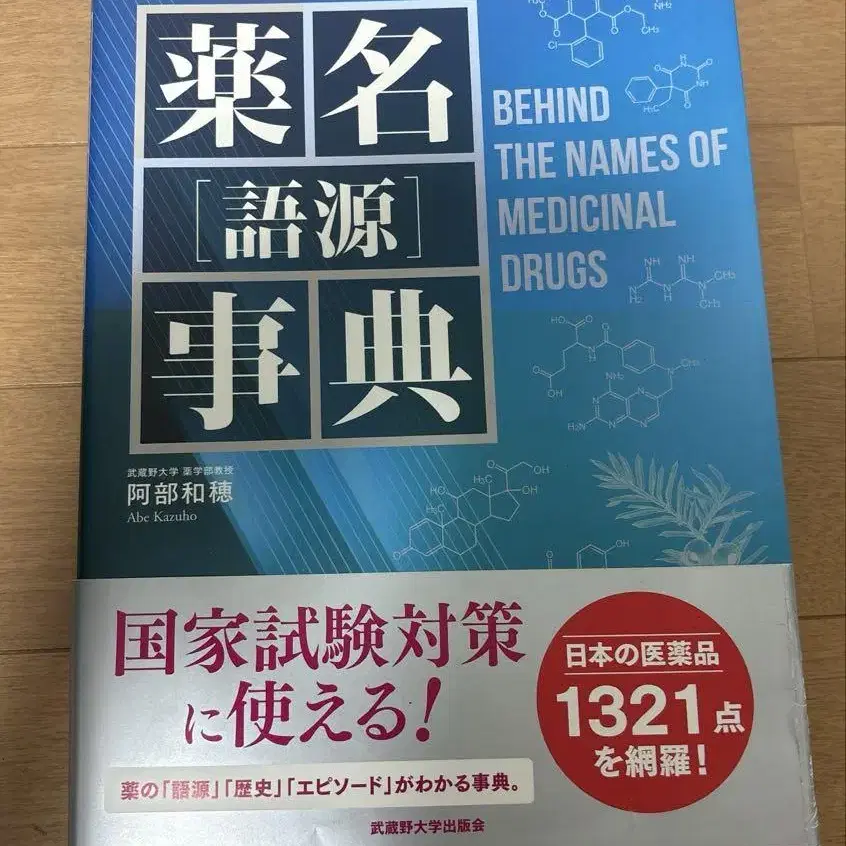 薬名
[語源]
事典
BEHIND
THE NAMES OF
MEDICINAL
DRUGS
武蔵野大学 薬学部教授
阿部和穂
Abe Kazuho
国家試験対策
に使える!
日本の医薬品
1321点
を網羅!
薬の「語源」「歴史」「エピソード」がわかる事典。
武蔵野大学出版会